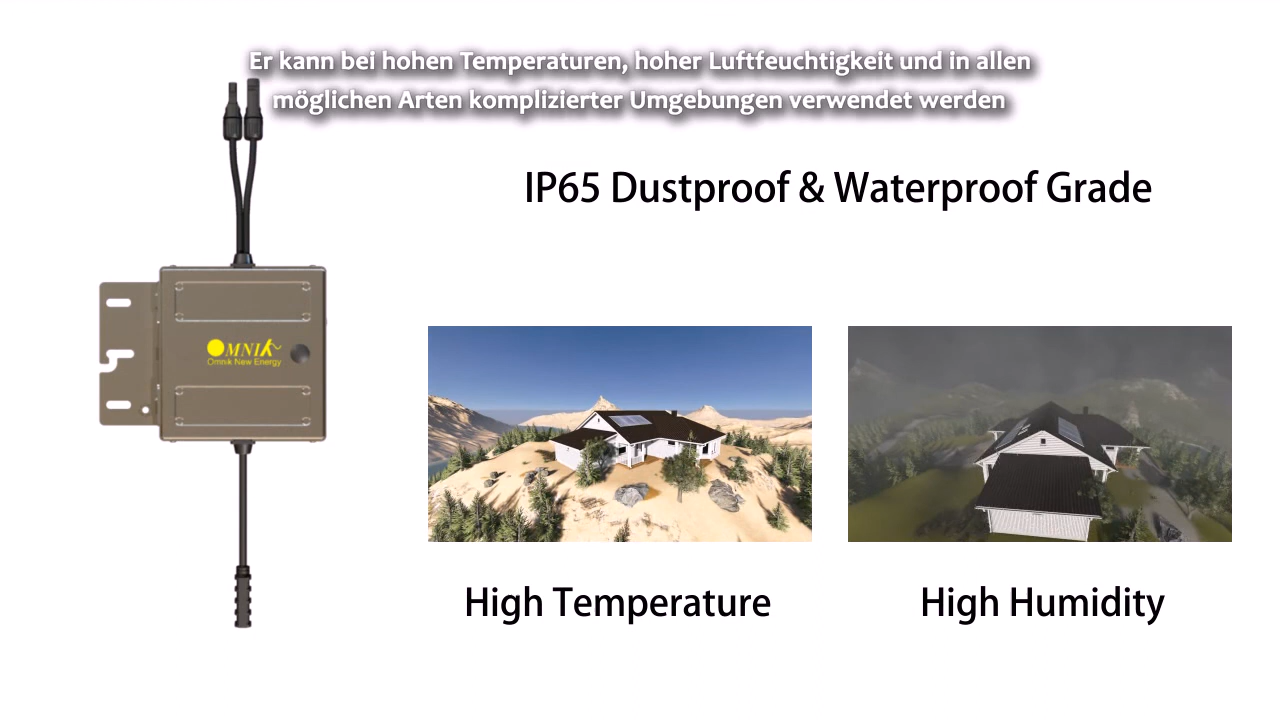 Er kann bei hohen Temperaturen, hoher Luftfeuchtigkeit und in allen
möglichen Arten komplizierter Umgebungen verwendet werden
IP65 Dustproof & Waterproof Grade
OMNIK
Omnik New Energy
High Temperature
High Humidity